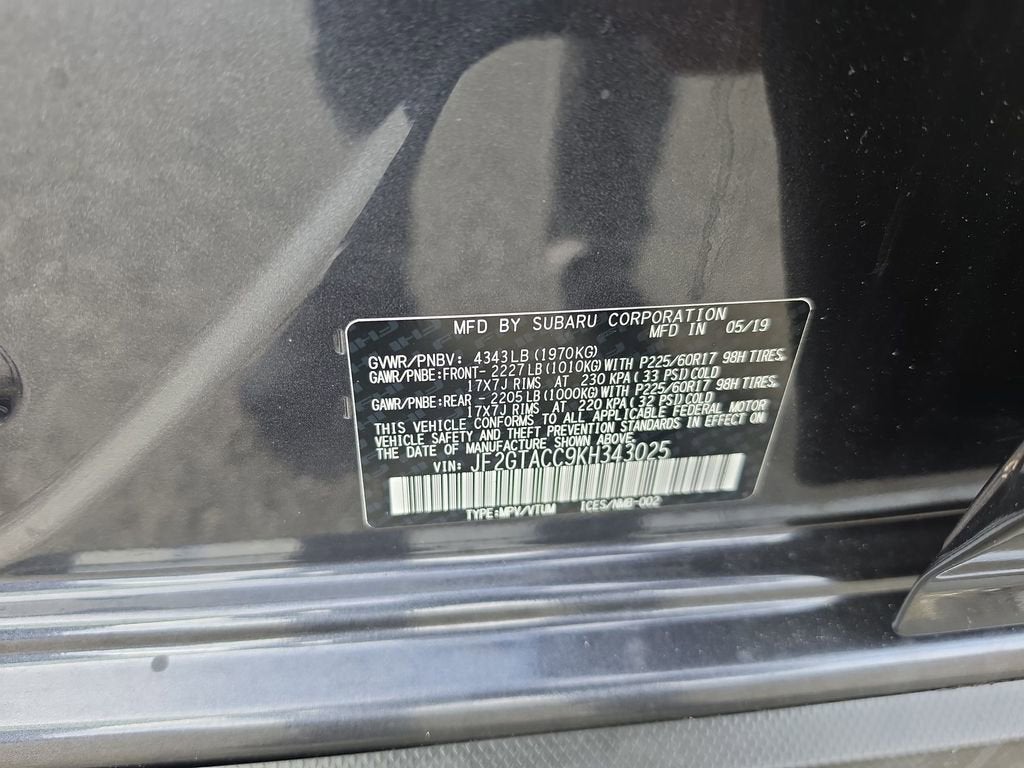 MFD BY SUBARU CORPORATION
MFD IN 05/19
GVWR/PNBV: 4343LB(1970KG)
GAWR/PNBE:FRONT- 2227LB(1010KG)WITH P225/60R17 98H TIRES,
17X7J RIMS AT 230 KPA(33 PSI)COLD
GAWR/PNBE:REAR - 2205LB(1000KG)WITH P225/60R17 98H TIRES,
17X7J RIMS AT 220 KPA(32 PSI)COLD
THIS VEHICLE CONFORMS TO ALL APPLICABLE FEDERAL MOTOR
VEHICLE SAFETY AND THEFT PREVENTION STANDARDS IN EFFECT ON
THE DATE OF MANUFACTURE SHOWN ABOVE.
VIN: JF2GTACC9KH343025
TYPE:MPV/VTUM ICES/NMB-002